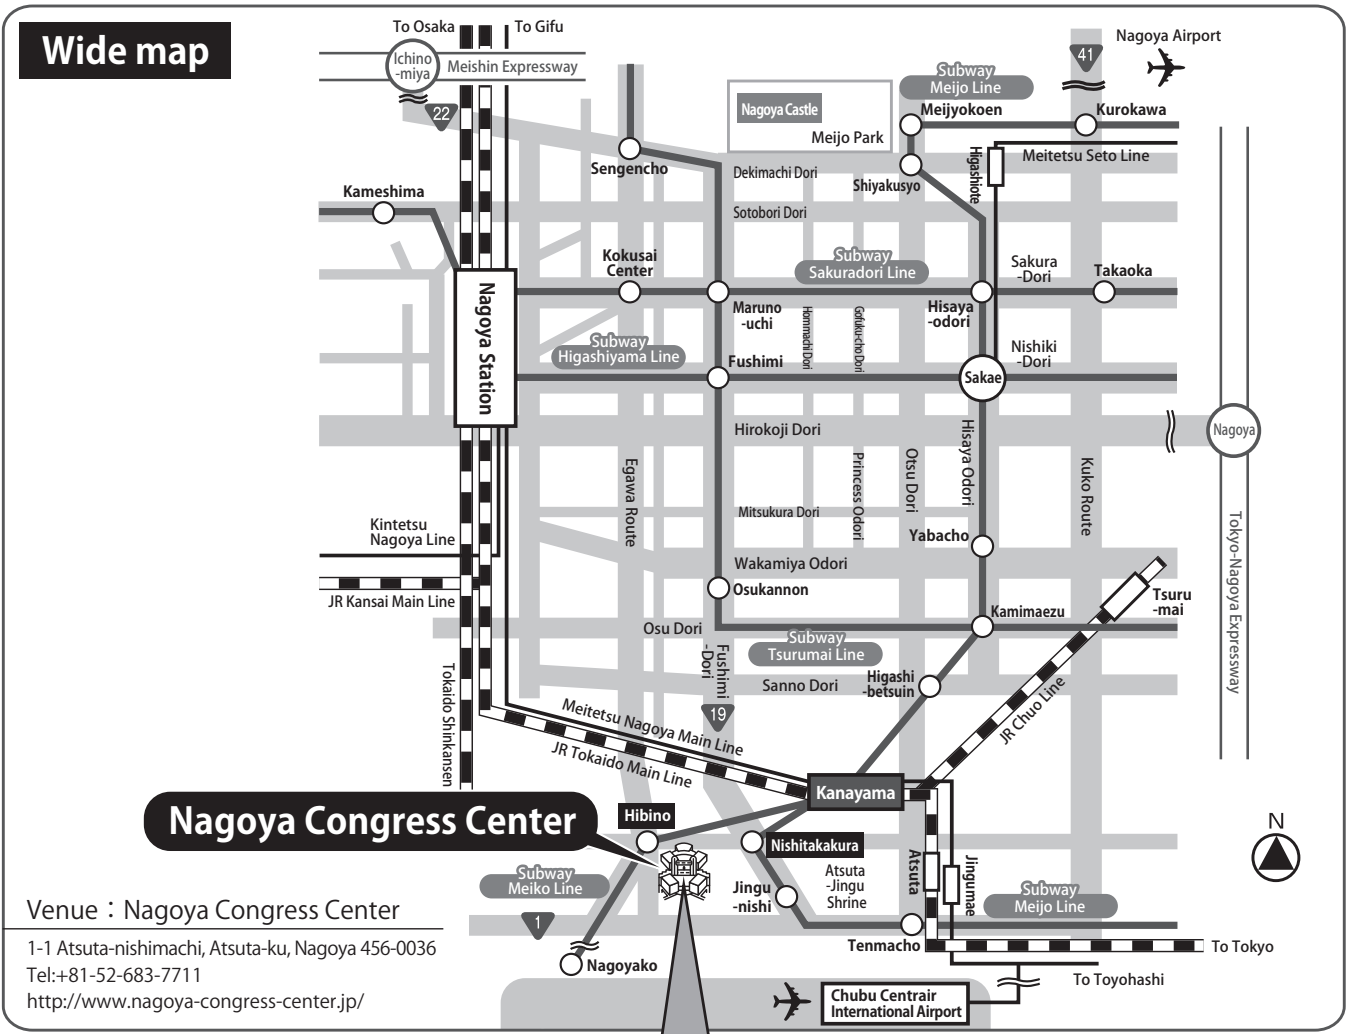 Wide map
To Osaka
To Gifu
Ichino
-miya
Meishin Expressway
22
Nagoya Airport
41
Subway
Meijo Line
Meijyokoen
Kurokawa
Nagoya Castle
Meijo Park
Meitetsu Seto Line
Higashiote
Sengencho
Dekimachi Dori
Shiyakusyo
Kameshima
Sotobori Dori
Kokusai
Center
Subway
Sakuradori Line
Sakura
-Dori
Takaoka
Nagoya Station
Maruno
-uchi
Hommachi Dori
Gofuku-cho Dori
Hisaya
-odori
Subway
Higashiyama Line
Fushimi
Sakae
Nishiki
-Dori
Hirokoji Dori
Nagoya
Egawa Route
Princess Odori
Otsu Dori
Hisaya Odori
Kuko Route
Mitsukura Dori
Kintetsu
Nagoya Line
Yabacho
Wakamiya Odori
Tokyo-Nagoya Expressway
JR Kansai Main Line
Osukannon
Tsuru
-mai
Kamimaezu
Osu Dori
Subway
Tsurumai Line
Fushimi
-Dori
Higashi
-betsuin
Sanno Dori
Tokaido Shinkansen
19
Meitetsu Nagoya Main Line
JR Tokaido Main Line
JR Chuo Line
Kanayama
Nagoya Congress Center
Hibino
Nishitakakura
N
Subway
Meiko Line
Jingu
-nishi
Atsuta
-Jingu
Shrine
Atsuta
Jingumae
Subway
Meijo Line
1
Tenmacho
To Tokyo
Nagoyako
To Toyohashi
Chubu Centrair
International Airport
Venue：Nagoya Congress Center
1-1 Atsuta-nishimachi, Atsuta-ku, Nagoya 456-0036
Tel:+81-52-683-7711
http://www.nagoya-congress-center.jp/